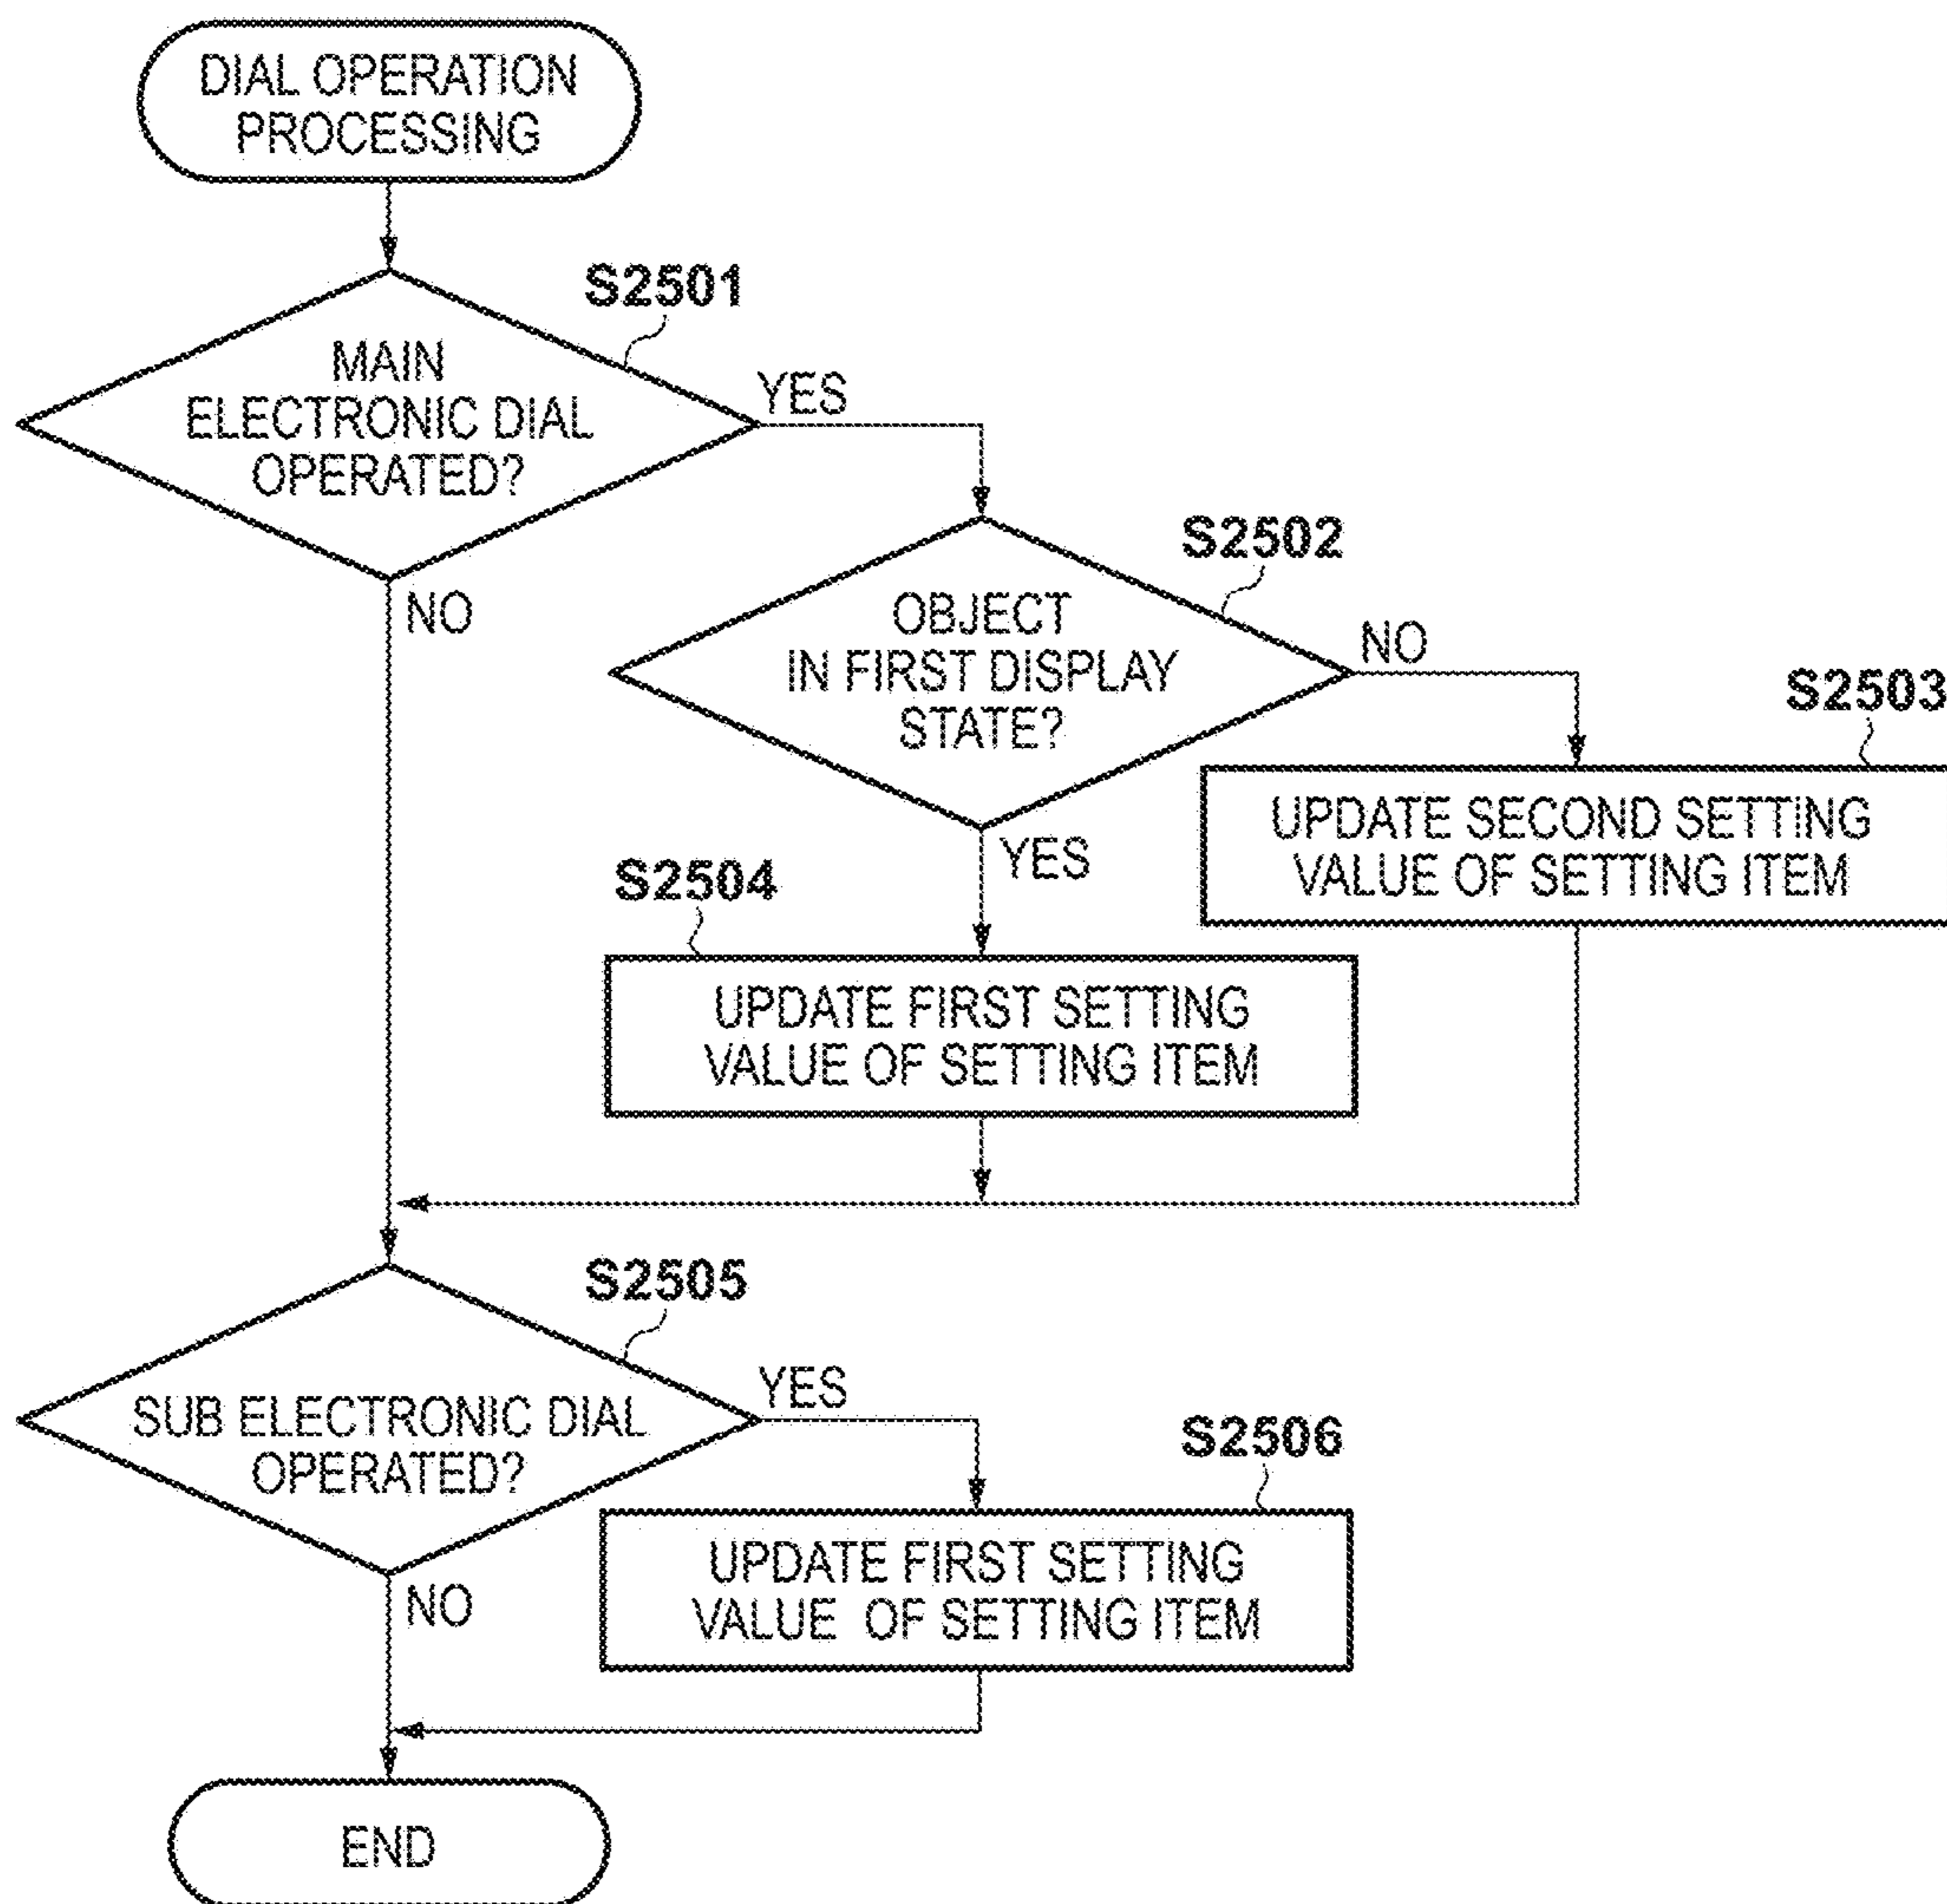 DIAL OPERATION
PROCESSING
S2501
MAIN
ELECTRONIC DIAL
OPERATED?
YES
NO
S2502
OBJECT
IN FIRST DISPLAY
STATE?
NO
YES
S2503
UPDATE SECOND SETTING
VALUE OF SETTING ITEM
S2504
UPDATE FIRST SETTING
VALUE OF SETTING ITEM
S2505
SUB ELECTRONIC DIAL
OPERATED?
YES
NO
S2506
UPDATE FIRST SETTING
VALUE OF SETTING ITEM
END